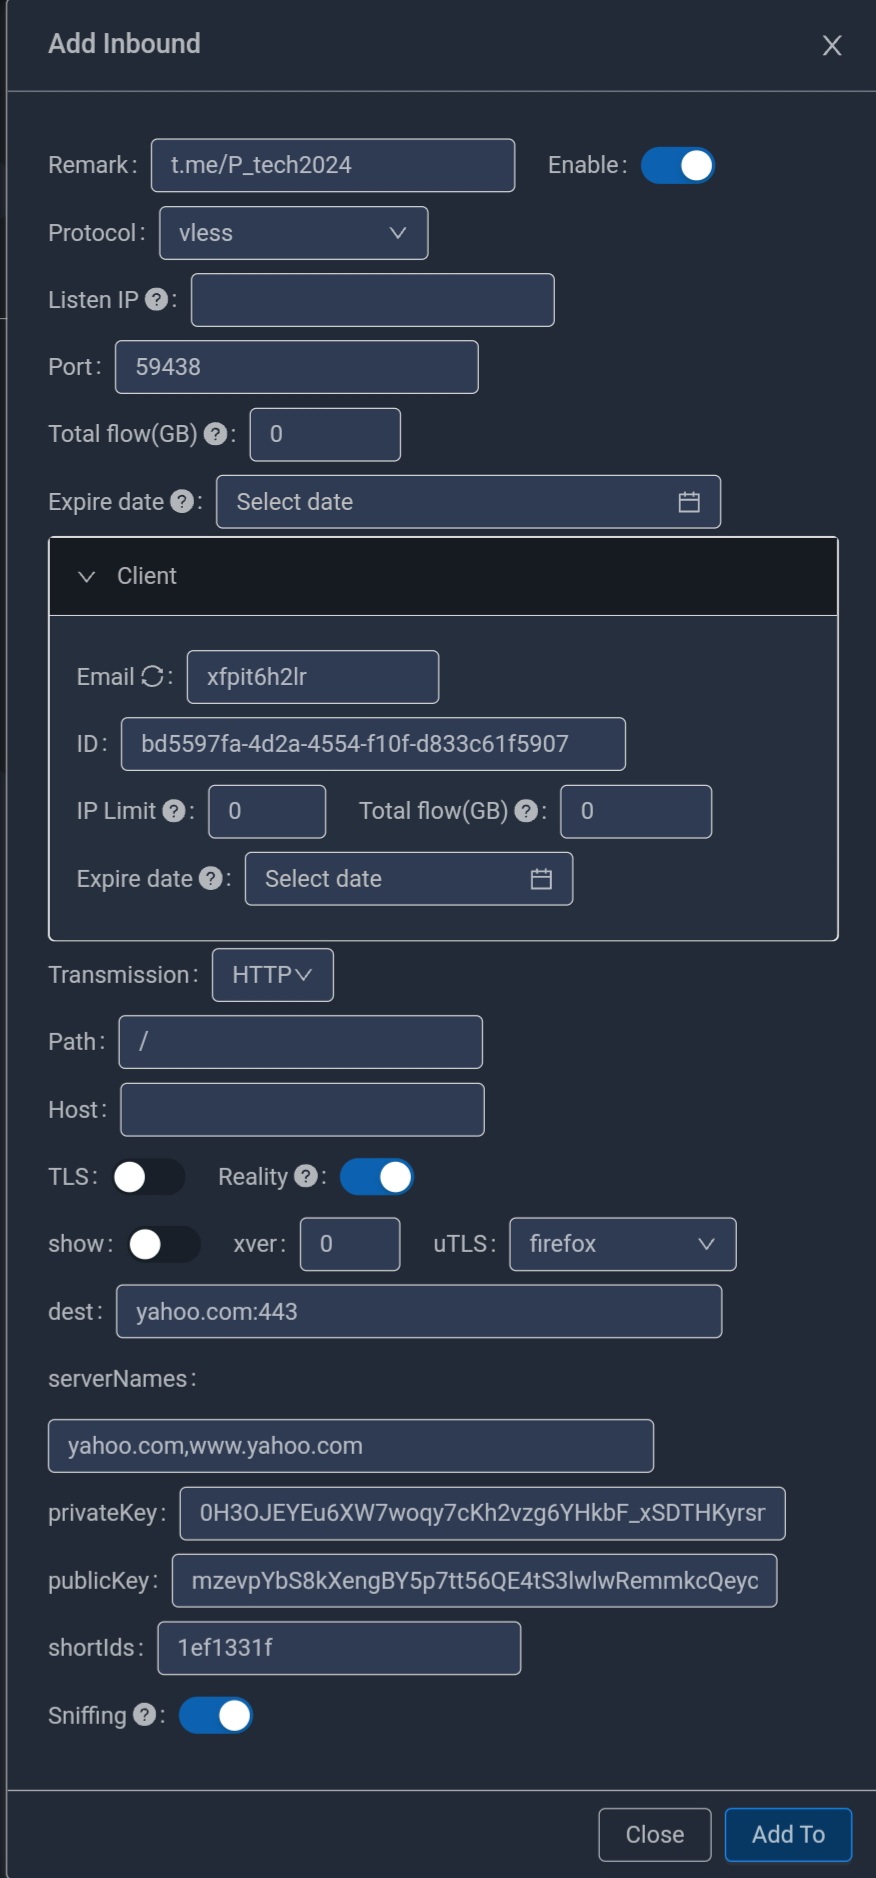 Add Inbound
Remark: t.me/P_tech2024 Enable:
Protocol: vless
Listen IP ?:
Port: 59438
Total flow(GB) ?: 0
Expire date ?: Select date
Client
Email: xfpit6h2lr
ID: bd5597fa-4d2a-4554-f10f-d833c61f5907
IP Limit ?: 0 Total flow(GB) ?: 0
Expire date ?: Select date
Transmission: HTTP
Path: /
Host:
TLS: Reality ?:
show: xver: 0 uTLS: firefox
dest: yahoo.com:443
serverNames:
yahoo.com,www.yahoo.com
privateKey: 0H3OJEYEu6XW7woqy7cKh2vzg6YHkbF_xSDTHKyrsr
publicKey: mzevpYbS8kXengBY5p7tt56QE4tS3lwlwRemmkcQeyc
shortIds: 1ef1331f
Sniffing ?:
Close Add To